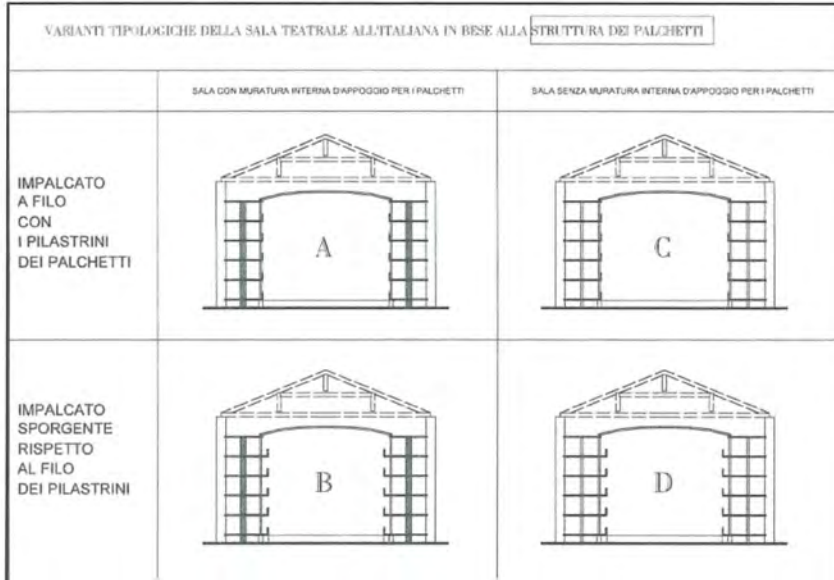 VARIANTI TIPOLOGICHE DELLA SALA TEATRALE ALL'ITALIANA IN BESE ALLA STRUTTURA DEI PALCHETTI
SALA CON MURATURA INTERNA D'APPOGGIO PER I PALCHETTI
SALA SENZA MURATURA INTERNA D'APPOGGIO PER I PALCHETTI
IMPALCATO
A FILO
CON
I PILASTRINI
DEI PALCHETTI
A
C
IMPALCATO
SPORGENTE
RISPETTO
AL FILO
DEI PILASTRINI
B
D